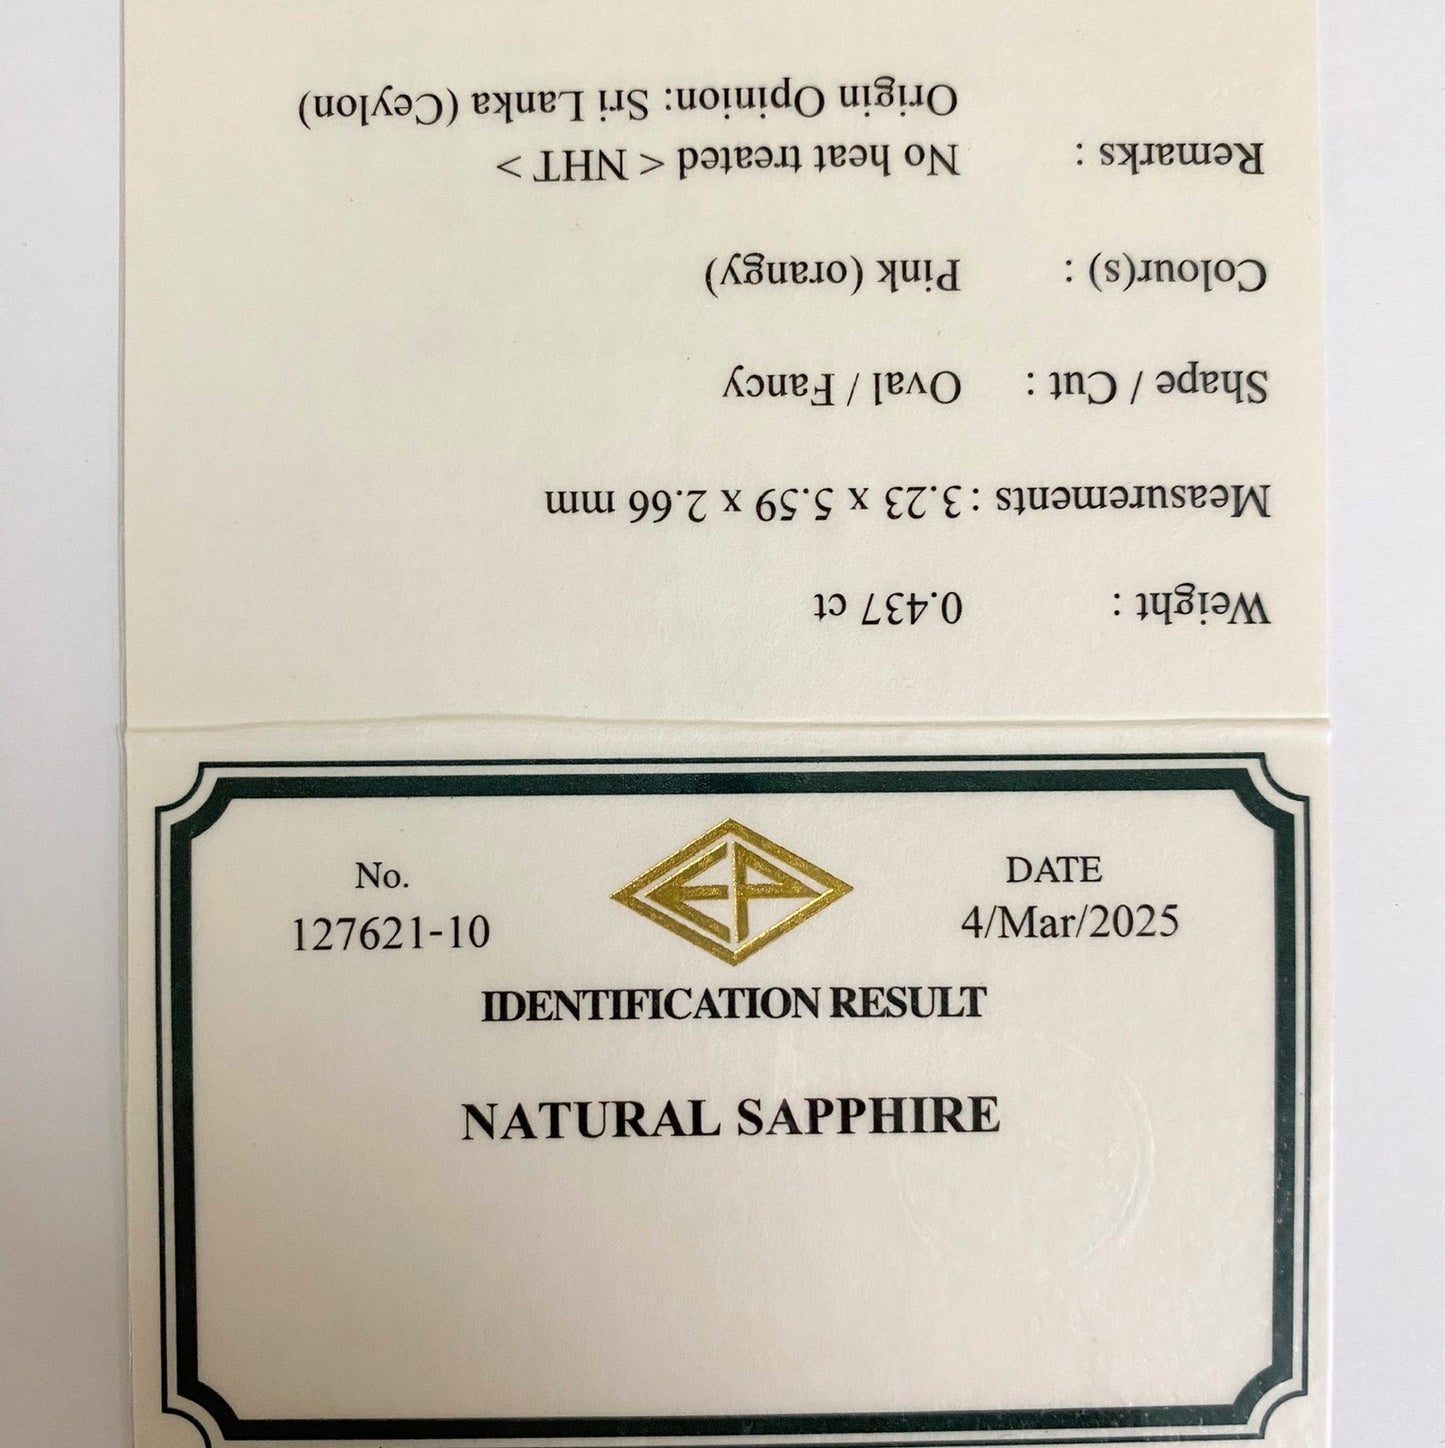 Weight : 0.437 ct
Measurements : 3.23 x 5.59 x 2.66 mm
Shape / Cut : Oval / Fancy
Colour(s) : Pink (orangy)
Remarks : No heat treated < NHT >
Origin Opinion: Sri Lanka (Ceylon)
EP
No. DATE
127621-10 4/Mar/2025
IDENTIFICATION RESULT
NATURAL SAPPHIRE